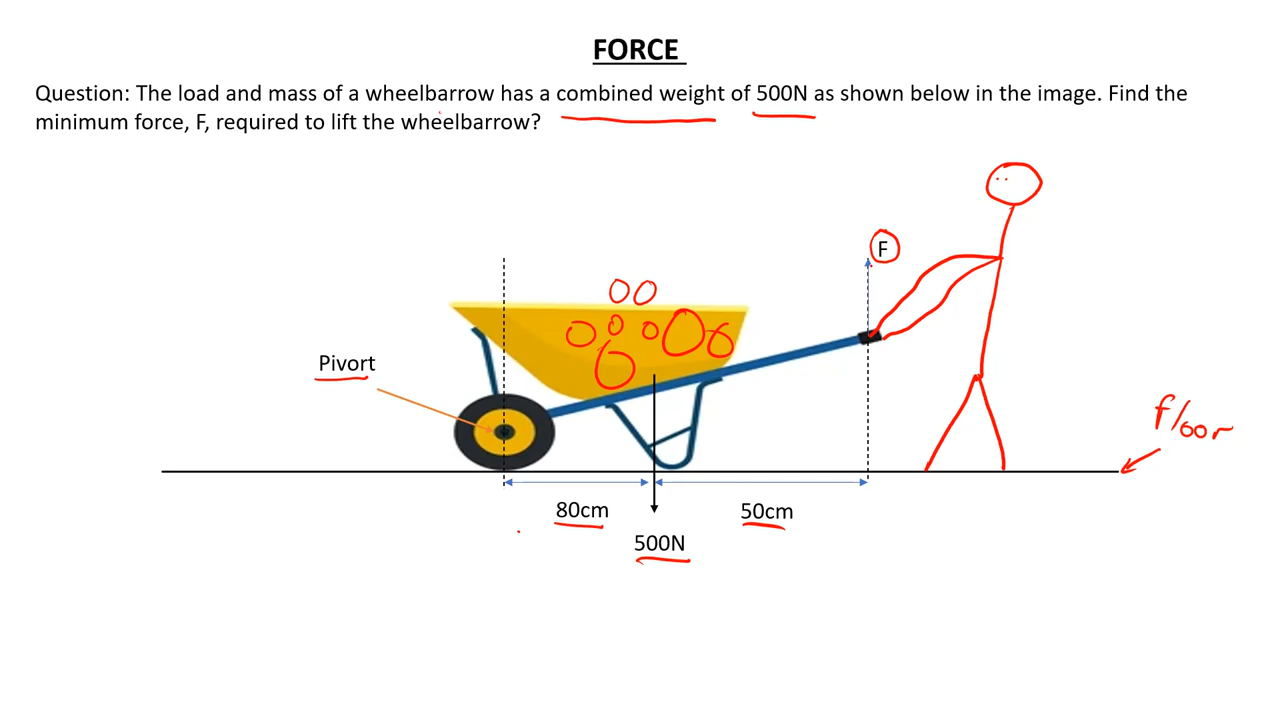 FORCE
Question: The load and mass of a wheelbarrow has a combined weight of 500N as shown below in the image. Find the
minimum force, F, required to lift the wheelbarrow?
F
Pivort
floor
80cm
50cm
500N